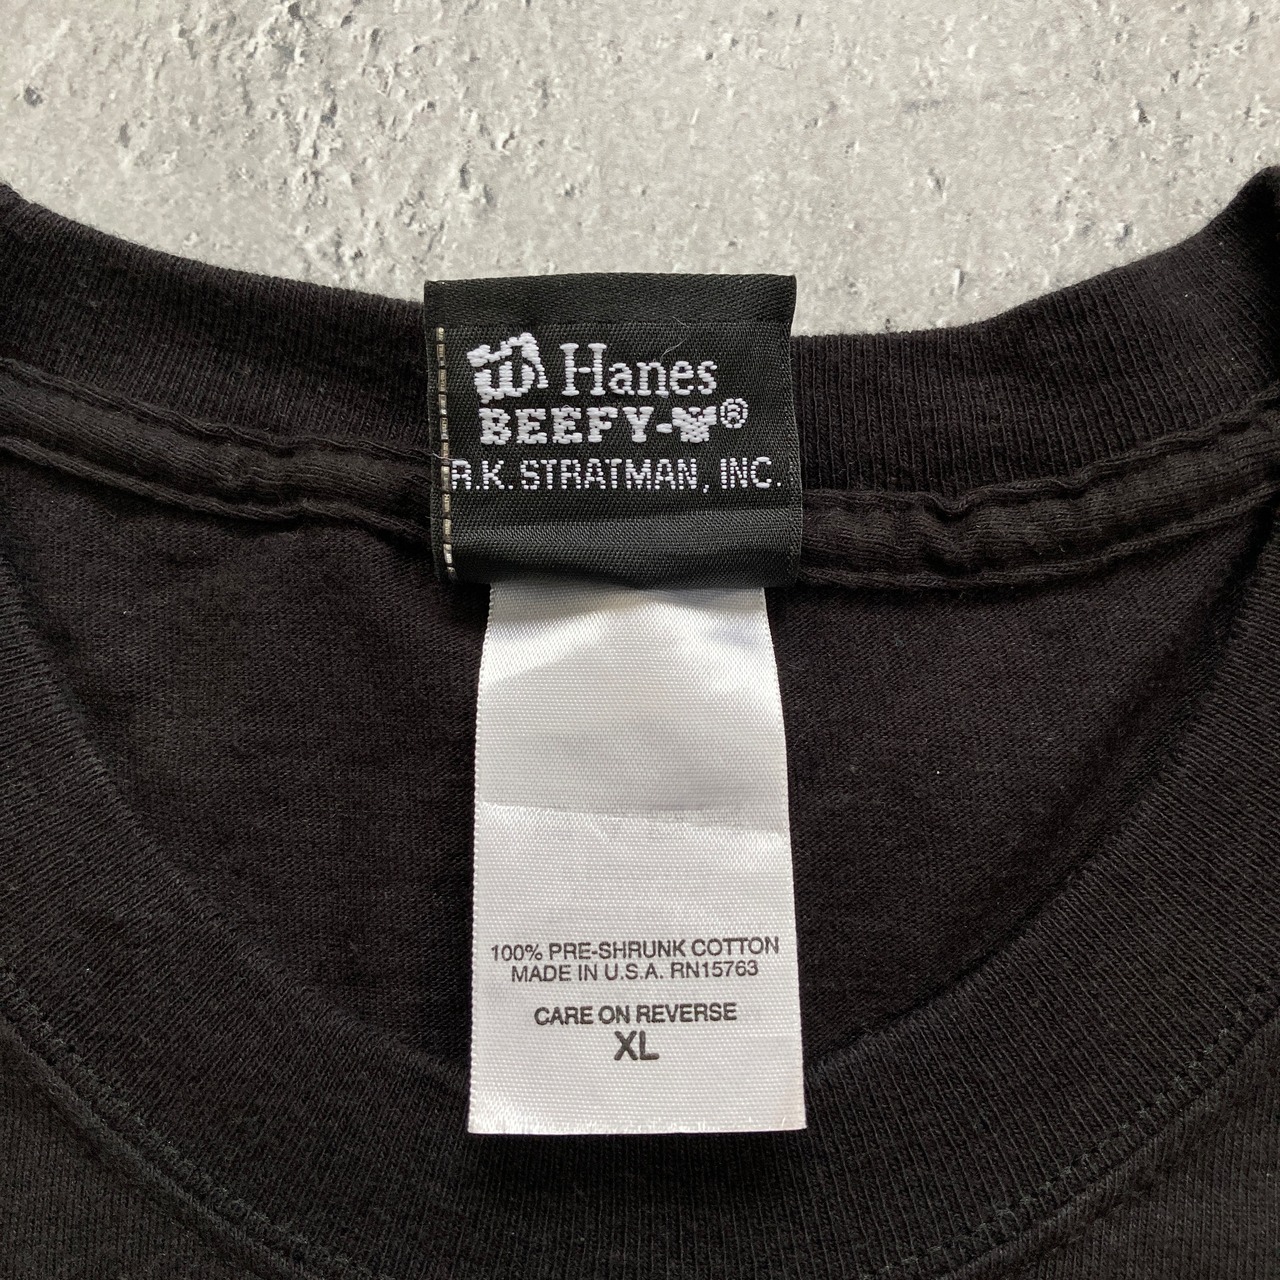 Hanes
BEEFY-T®
R.K. STRATMAN, INC.
100% PRE-SHRUNK COTTON
MADE IN U.S.A. RN15763
CARE ON REVERSE
XL